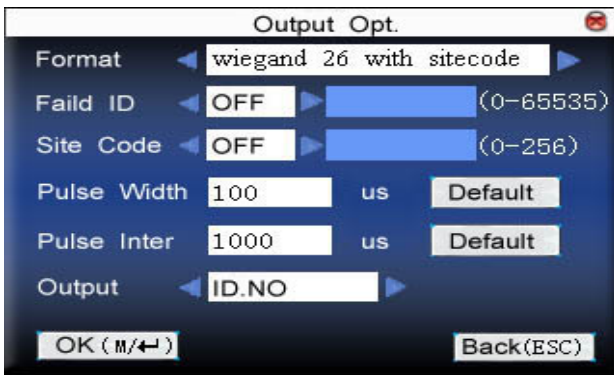 Output Opt.
Format wiegand 26 with sitecode
Faild ID OFF (0-65535)
Site Code OFF (0-256)
Pulse Width 100 us Default
Pulse Inter 1000 us Default
Output ID.NO
OK(M/↵) Back(ESC)